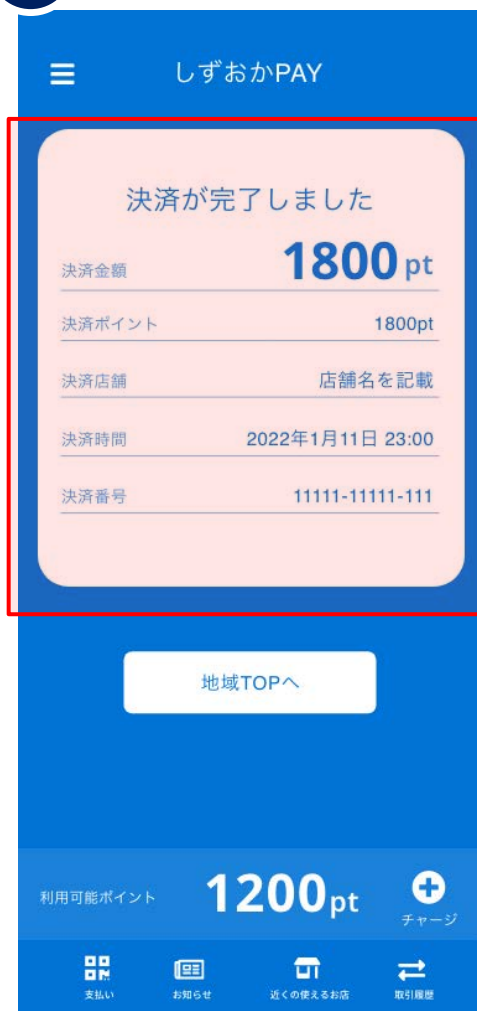 しずおかPAY
決済が完了しました
決済金額 1800 pt
決済ポイント 1800pt
決済店舗 店舗名を記載
決済時間 2022年1月11日 23:00
決済番号 11111-11111-111
地域TOPへ
利用可能ポイント 1200pt チャージ
支払い お知らせ 近くの使えるお店 取引履歴